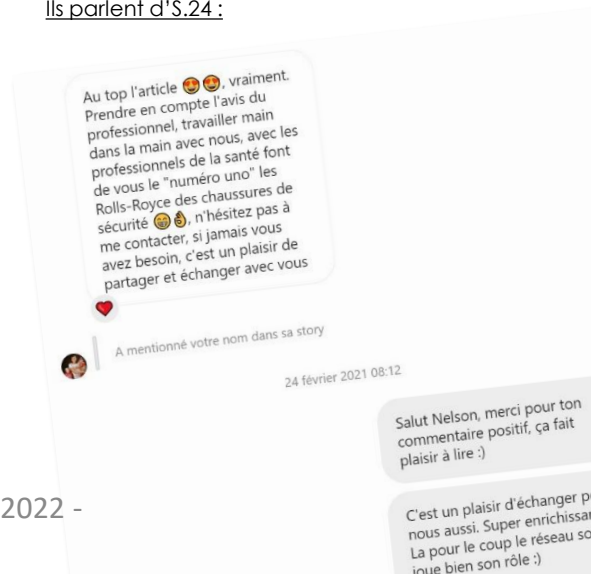 Ils parlent d'S.24 :
Au top l'article 😍😍, vraiment.
Prendre en compte l'avis du
professionnel, travailler main
dans la main avec nous, avec les
professionnels de la santé font
de vous le "numéro uno" les
Rolls-Royce des chaussures de
sécurité 😁👌, n'hésitez pas à
me contacter, si jamais vous
avez besoin, c'est un plaisir de
partager et échanger avec vous
A mentionné votre nom dans sa story
24 février 2021 08:12
Salut Nelson, merci pour ton
commentaire positif, ça fait
plaisir à lire :)
C'est un plaisir d'échanger
nous aussi. Super
La pour le coup le réseau
joue bien son rôle :)
2022 -